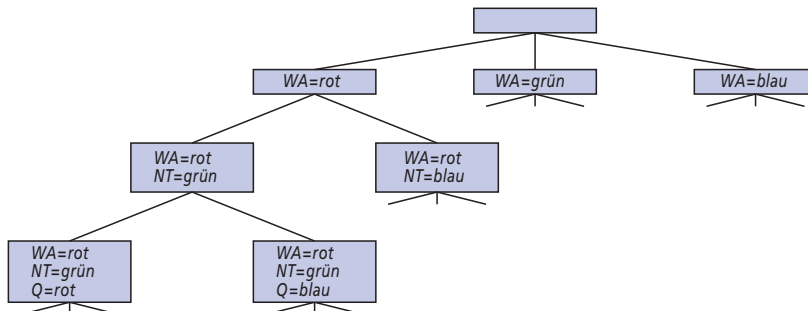 WA=rot
WA=grün
WA=blau
WA=rot
NT=grün
WA=rot
NT=blau
WA=rot
NT=grün
Q=rot
WA=rot
NT=grün
Q=blau